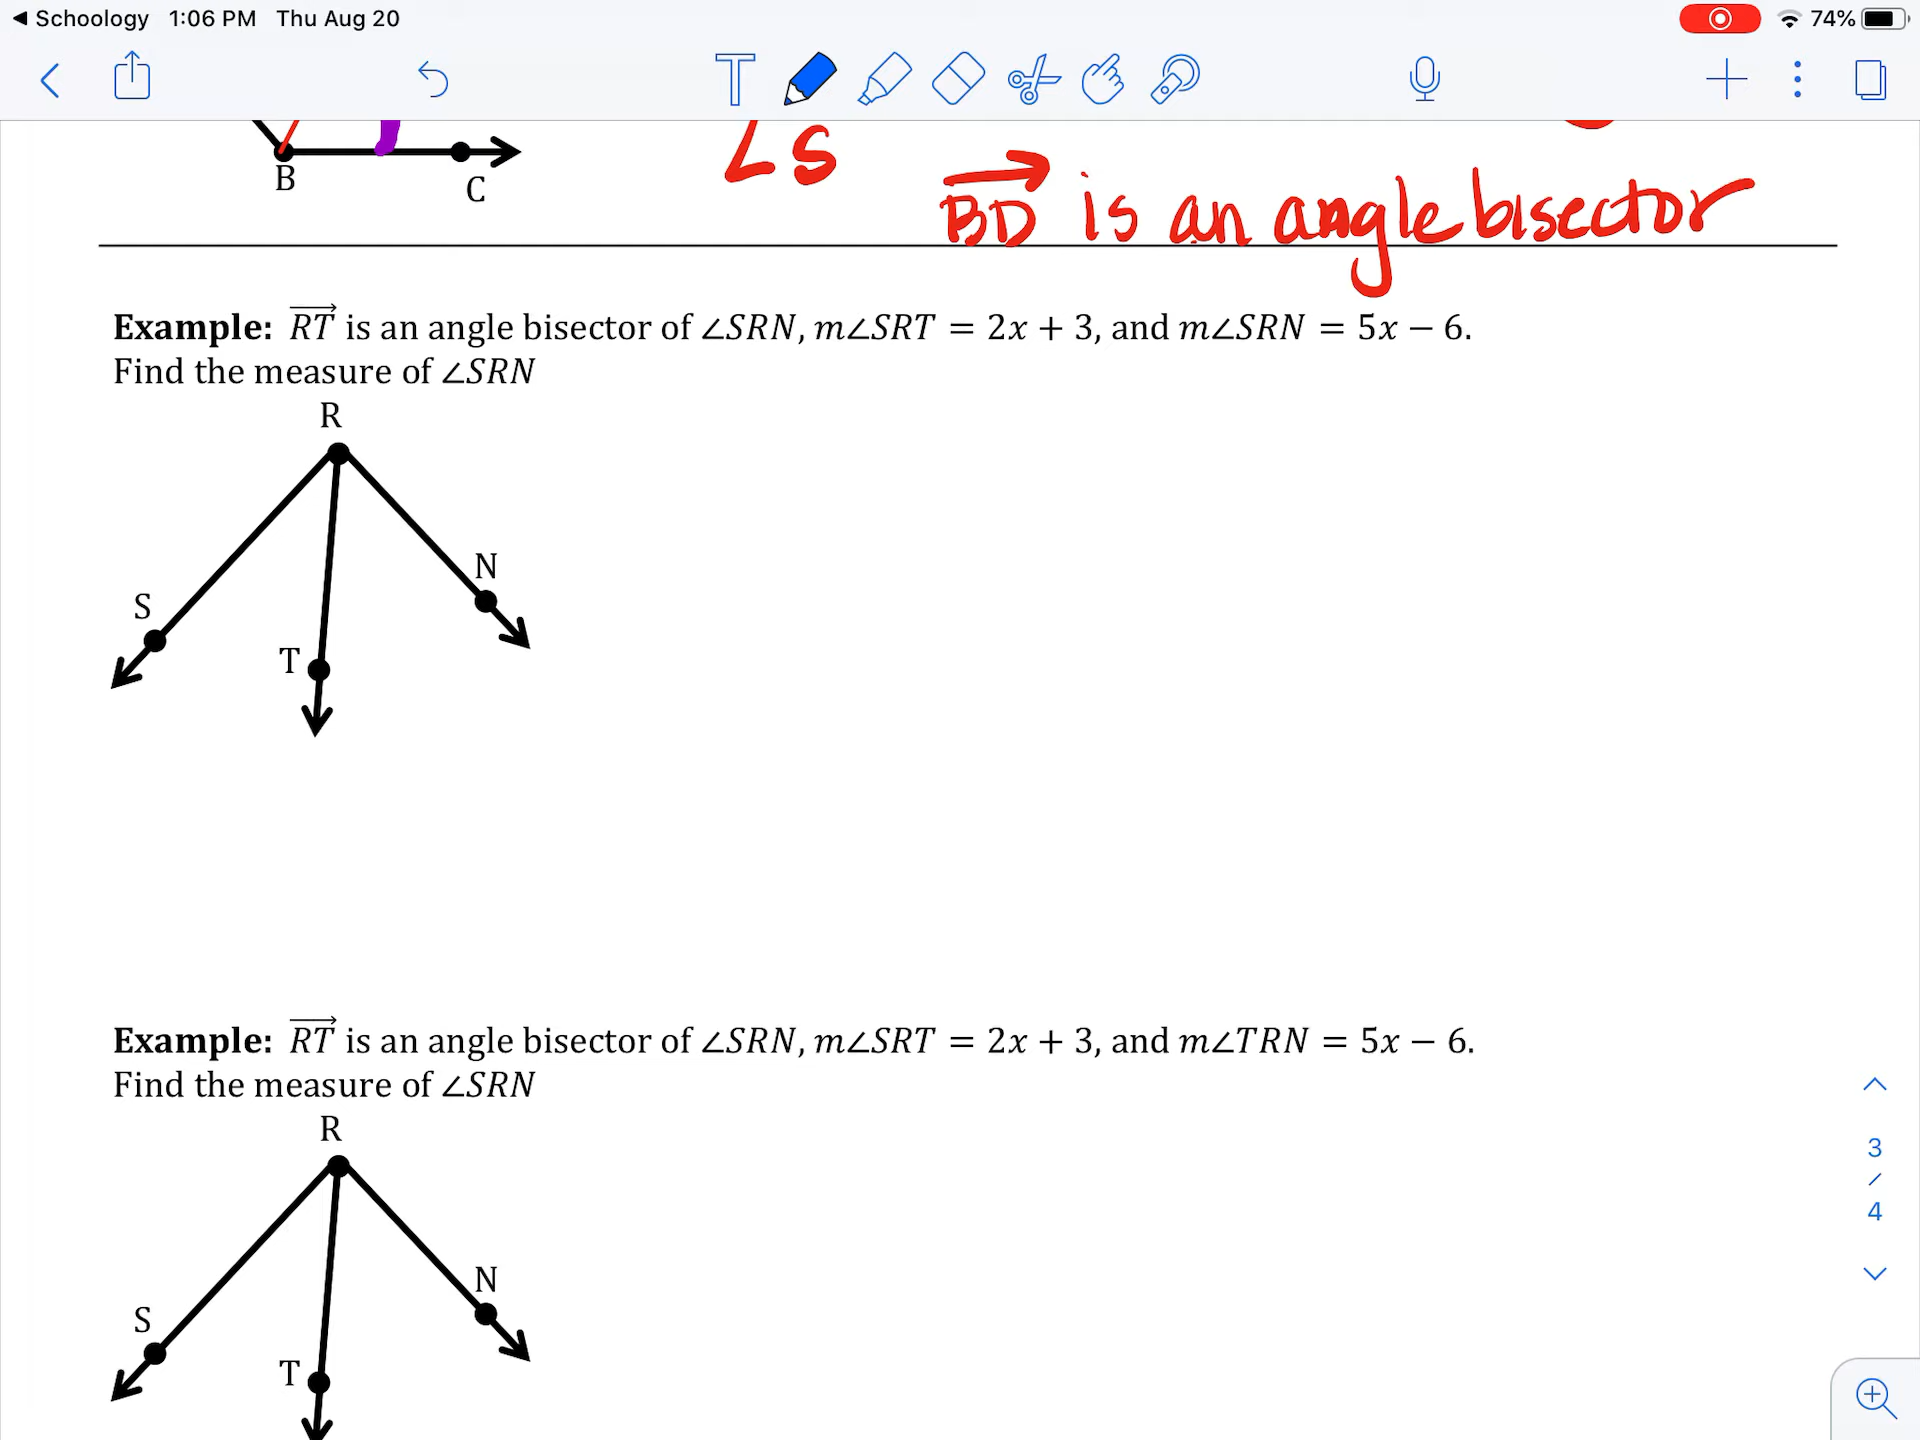 Schoology 1:06 PM Thu Aug 20 74%
T
B
C
∠s
BD is an angle bisector
Example: RT is an angle bisector of ∠SRN, m∠SRT = 2x + 3, and m∠SRN = 5x − 6.
Find the measure of ∠SRN
R
N
S
T
Example: RT is an angle bisector of ∠SRN, m∠SRT = 2x + 3, and m∠TRN = 5x − 6.
Find the measure of ∠SRN
R
N
S
T
3
/
4